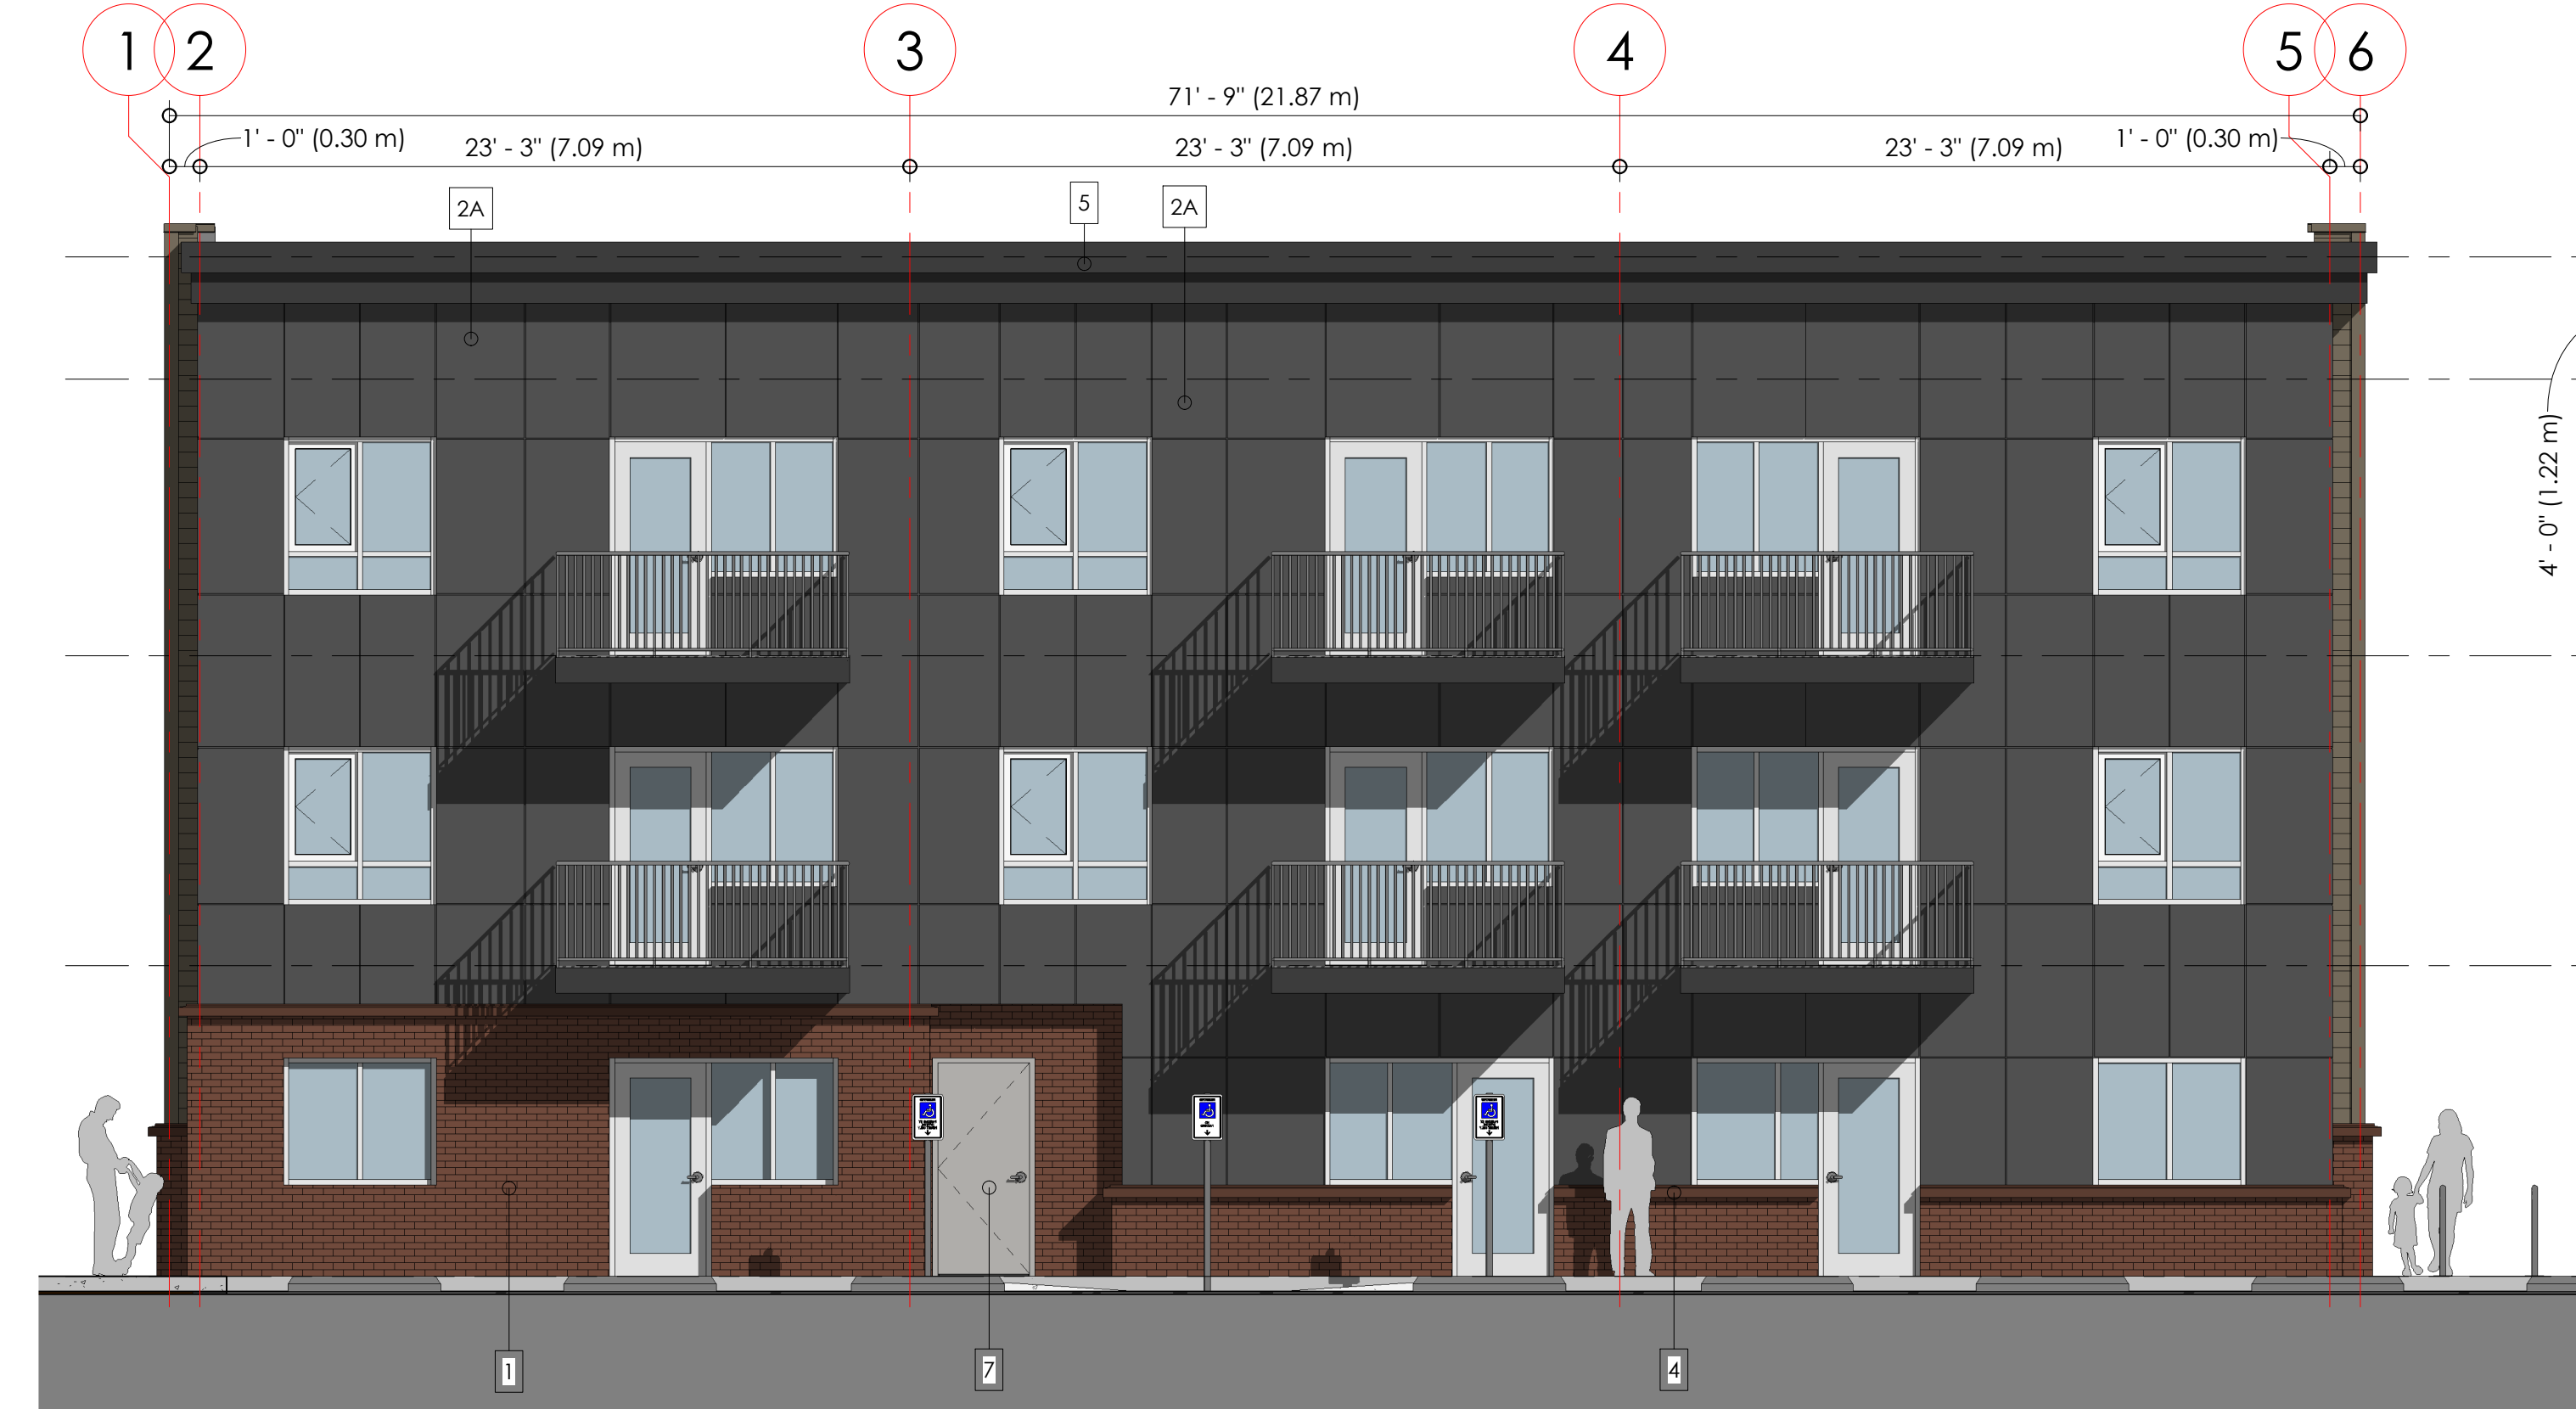 1 2 3 4 5 6
71' - 9" (21.87 m)
1' - 0" (0.30 m) 23' - 3" (7.09 m) 23' - 3" (7.09 m) 23' - 3" (7.09 m) 1' - 0" (0.30 m)
2A 5 2A
4' - 0" (1.22 m)
1 7 4